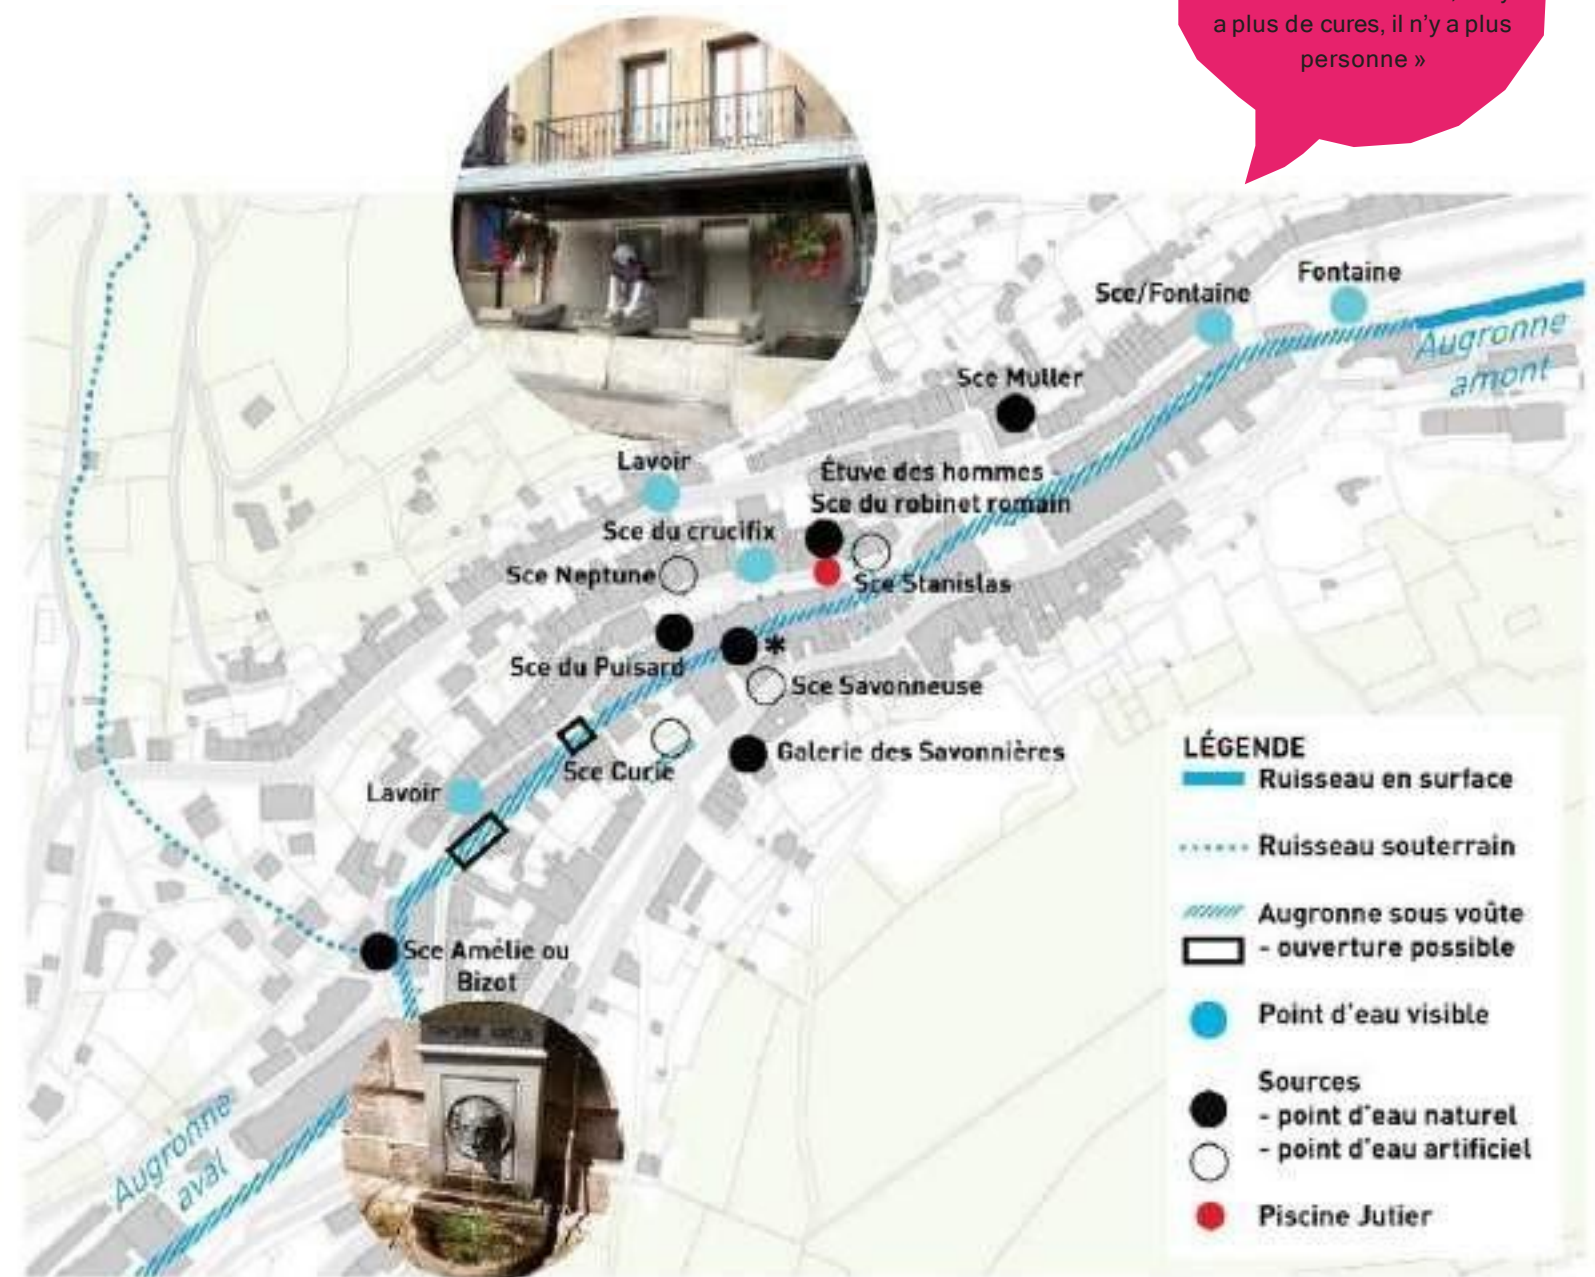 a plus de cures, il n'y a plus
personne »
Fontaine
Sce/Fontaine
Augronne
amont
Sce Muller
Lavoir
Étuve des hommes
Sce du robinet romain
Sce du crucifix
Sce Neptune
Sce Stanislas
Sce du Puisard
*
Sce Savonneuse
Galerie des Savonnières
Sce Curie
Lavoir
Sce Amélie ou
Bizot
Augronne
aval
LÉGENDE
Ruisseau en surface
Ruisseau souterrain
Augronne sous voûte
- ouverture possible
Point d'eau visible
Sources
- point d'eau naturel
- point d'eau artificiel
Piscine Jutier